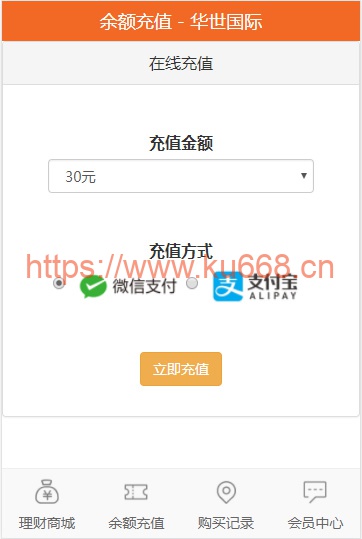 余额充值 - 华世国际
在线充值
充值金额
30元
充值方式
https://www.ku668.cn
微信支付 支付宝
ALIPAY
立即充值
理财商城 余额充值 购买记录 会员中心